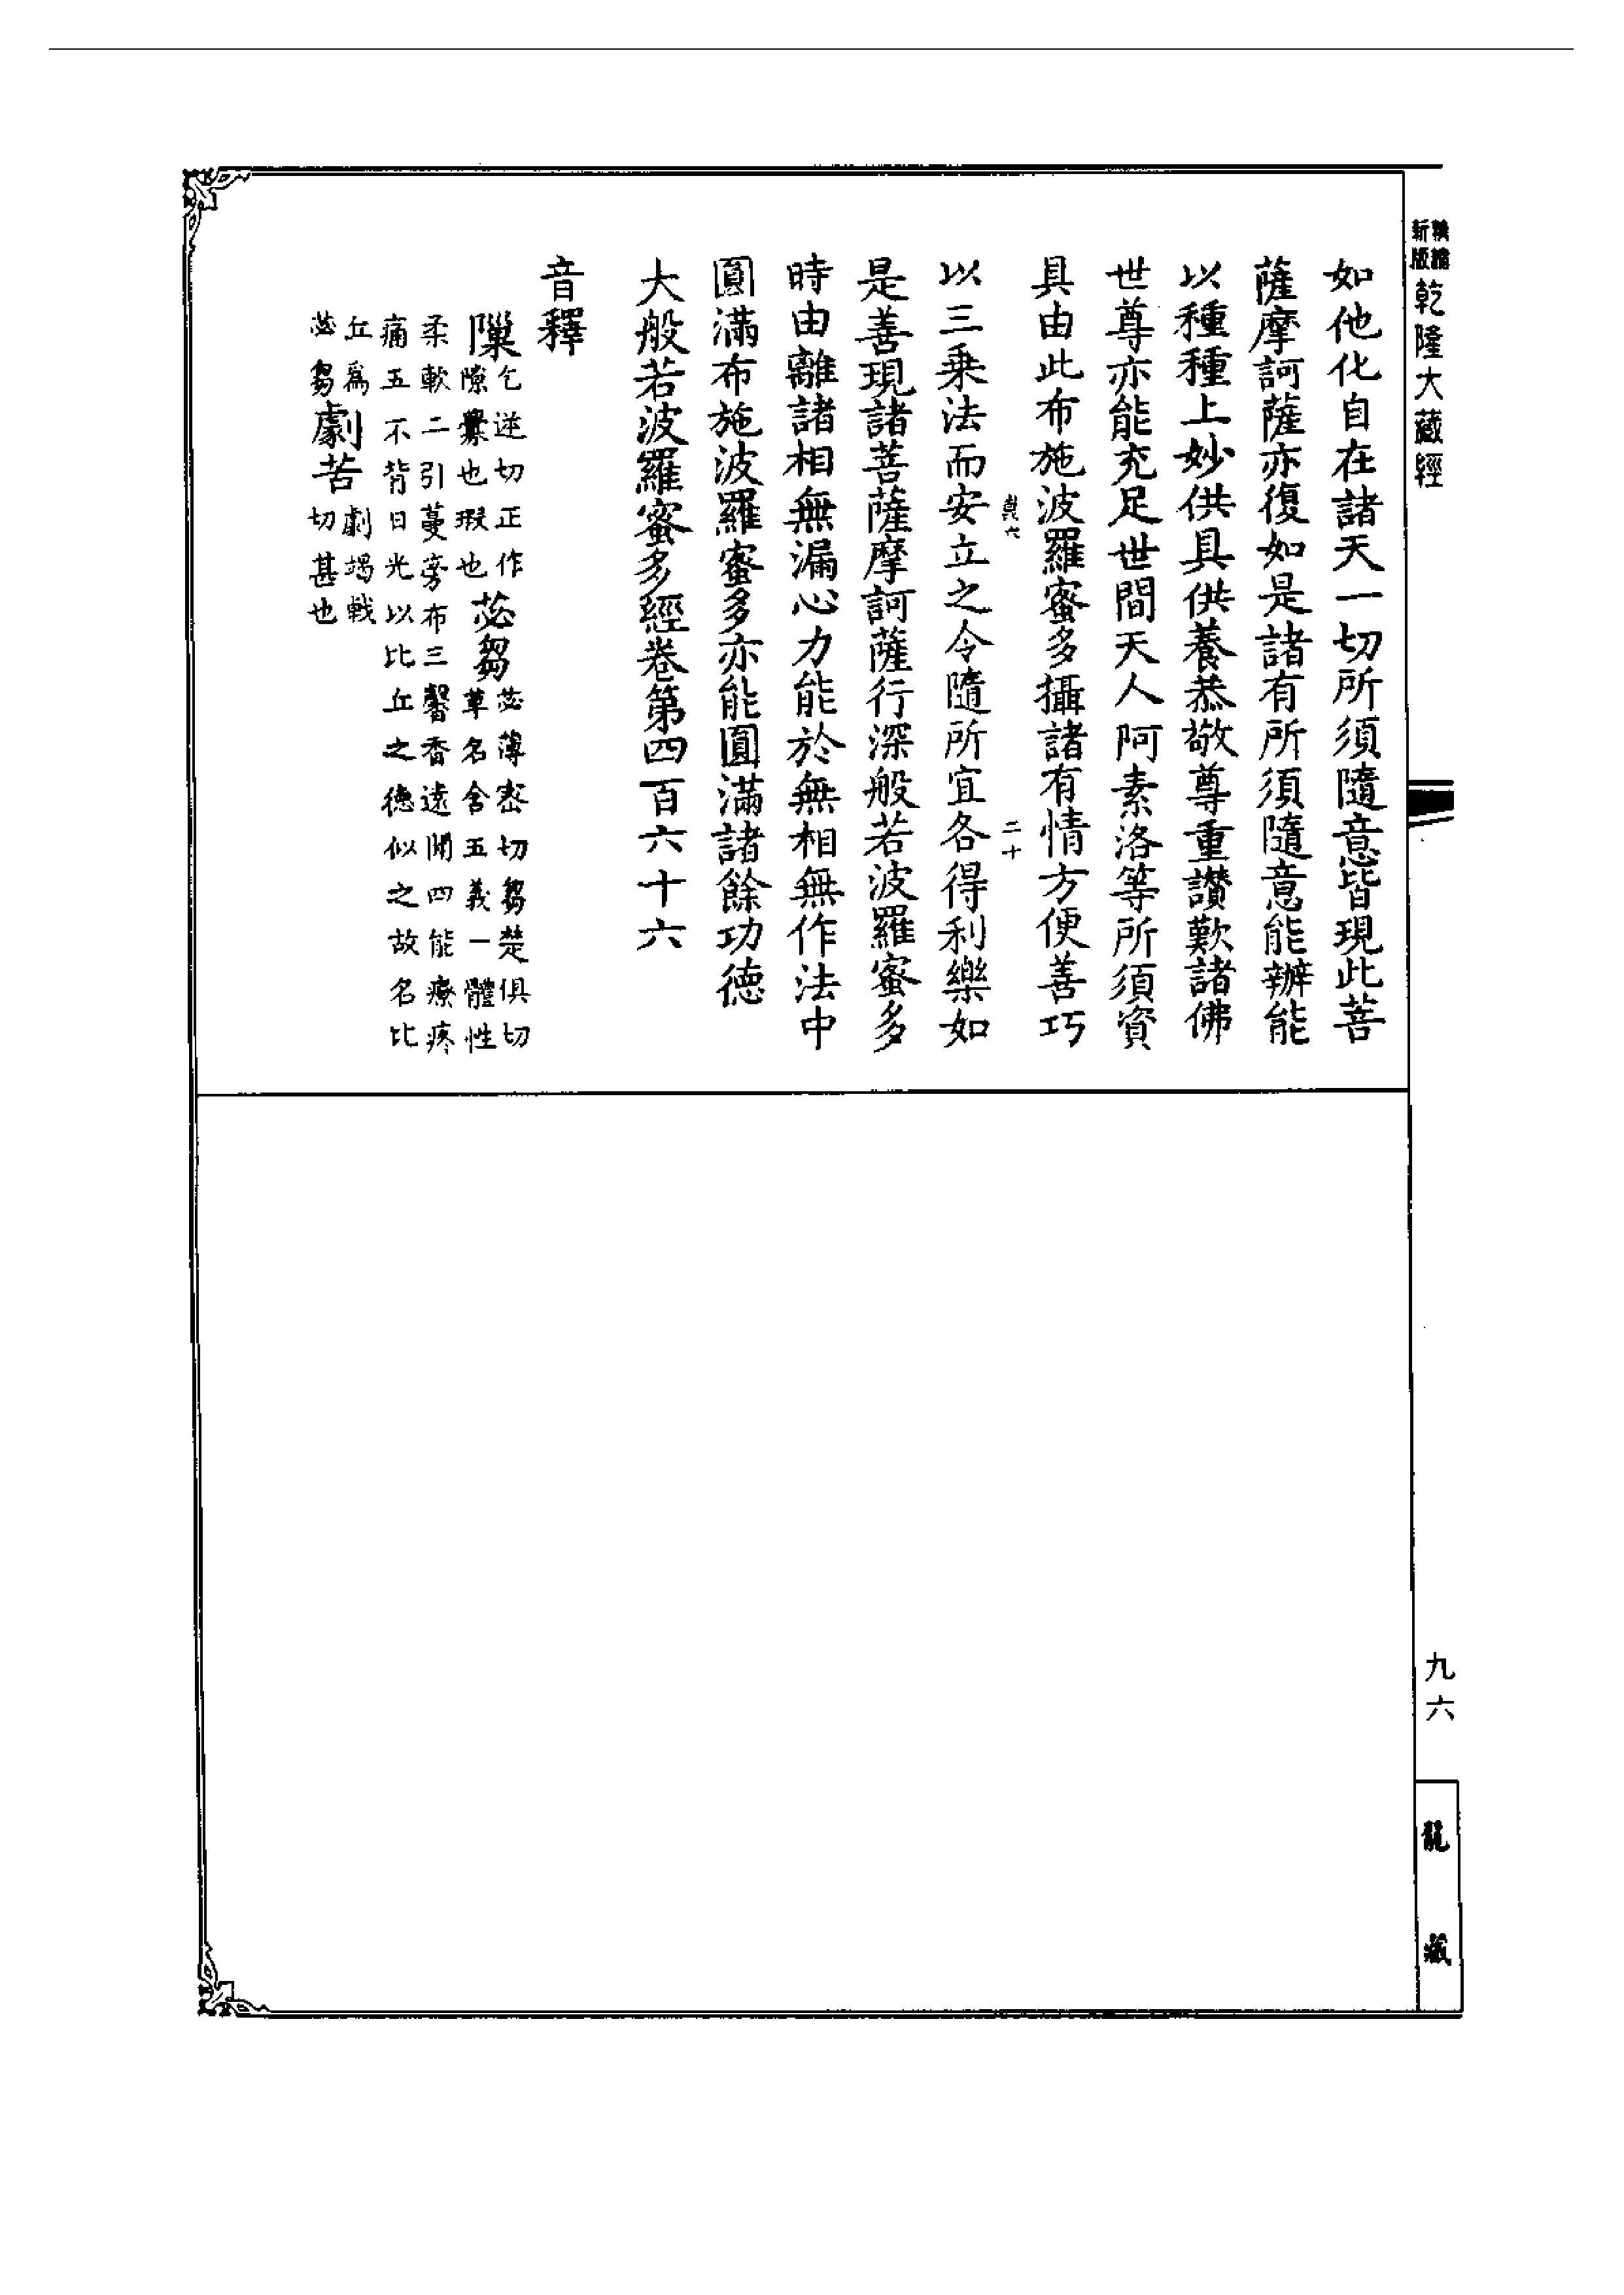 新編
縮版
乾隆大藏經
如他化自在諸天一切所須隨意皆現此菩
薩摩訶薩亦復如是諸有所須隨意能辦能
以種種上妙供具供養恭敬尊重讚歎諸佛
世尊亦能充足世間天人阿素洛等所須資
具由此布施波羅蜜多攝諸有情方便善巧
二十
以三乘法而安立之令隨所宜各得利樂如
是善現諸菩薩摩訶薩行深般若波羅蜜多
時由離諸相無漏心力能於無相無作法中
圓滿布施波羅蜜多亦能圓滿諸餘功德
大般若波羅蜜多經卷第四百六十六
音釋
乞逆切正作
隙釁也瑕也
苾芻
苾薄密切芻楚俱切
草名含五義一體性
柔軟二引蔓旁布三馨香遠聞四能療疼
痛五不背日光以比丘之德似之故名比
丘爲
苾芻
劇苦
劇竭戟
切甚也
九六
龍藏